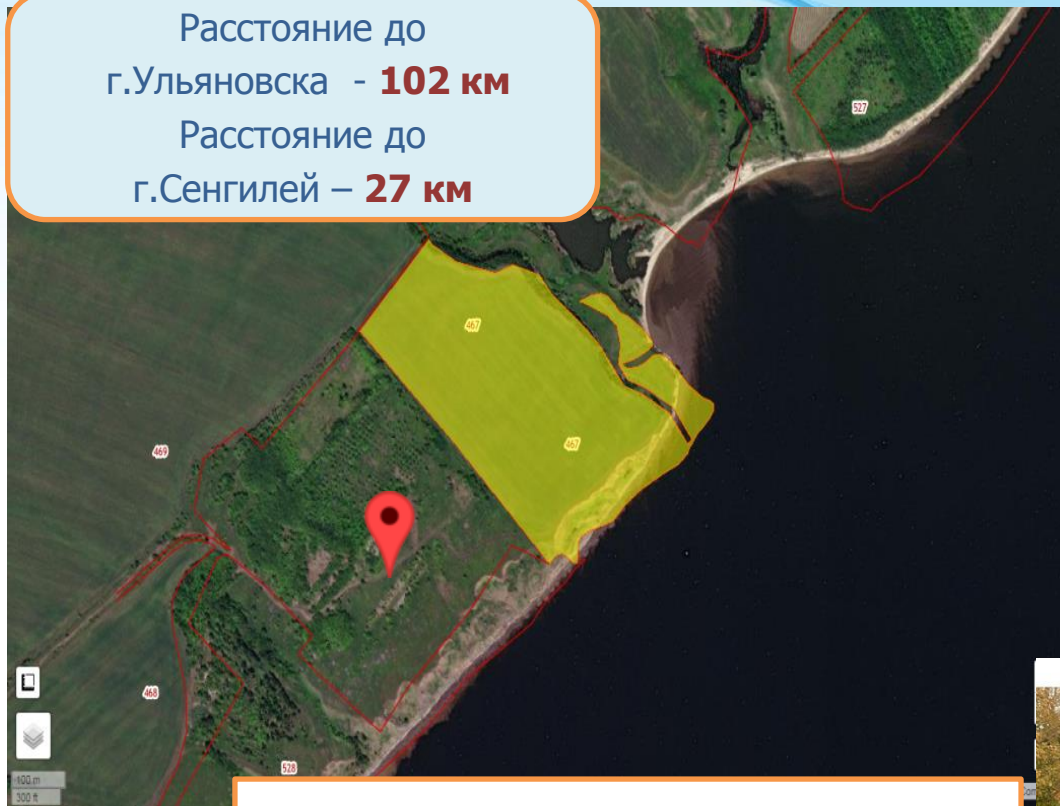 Расстояние до
г.Ульяновска - 102 км
Расстояние до
г.Сенгилей – 27 км
527
467
467
469
468
528
100 m
300 ft